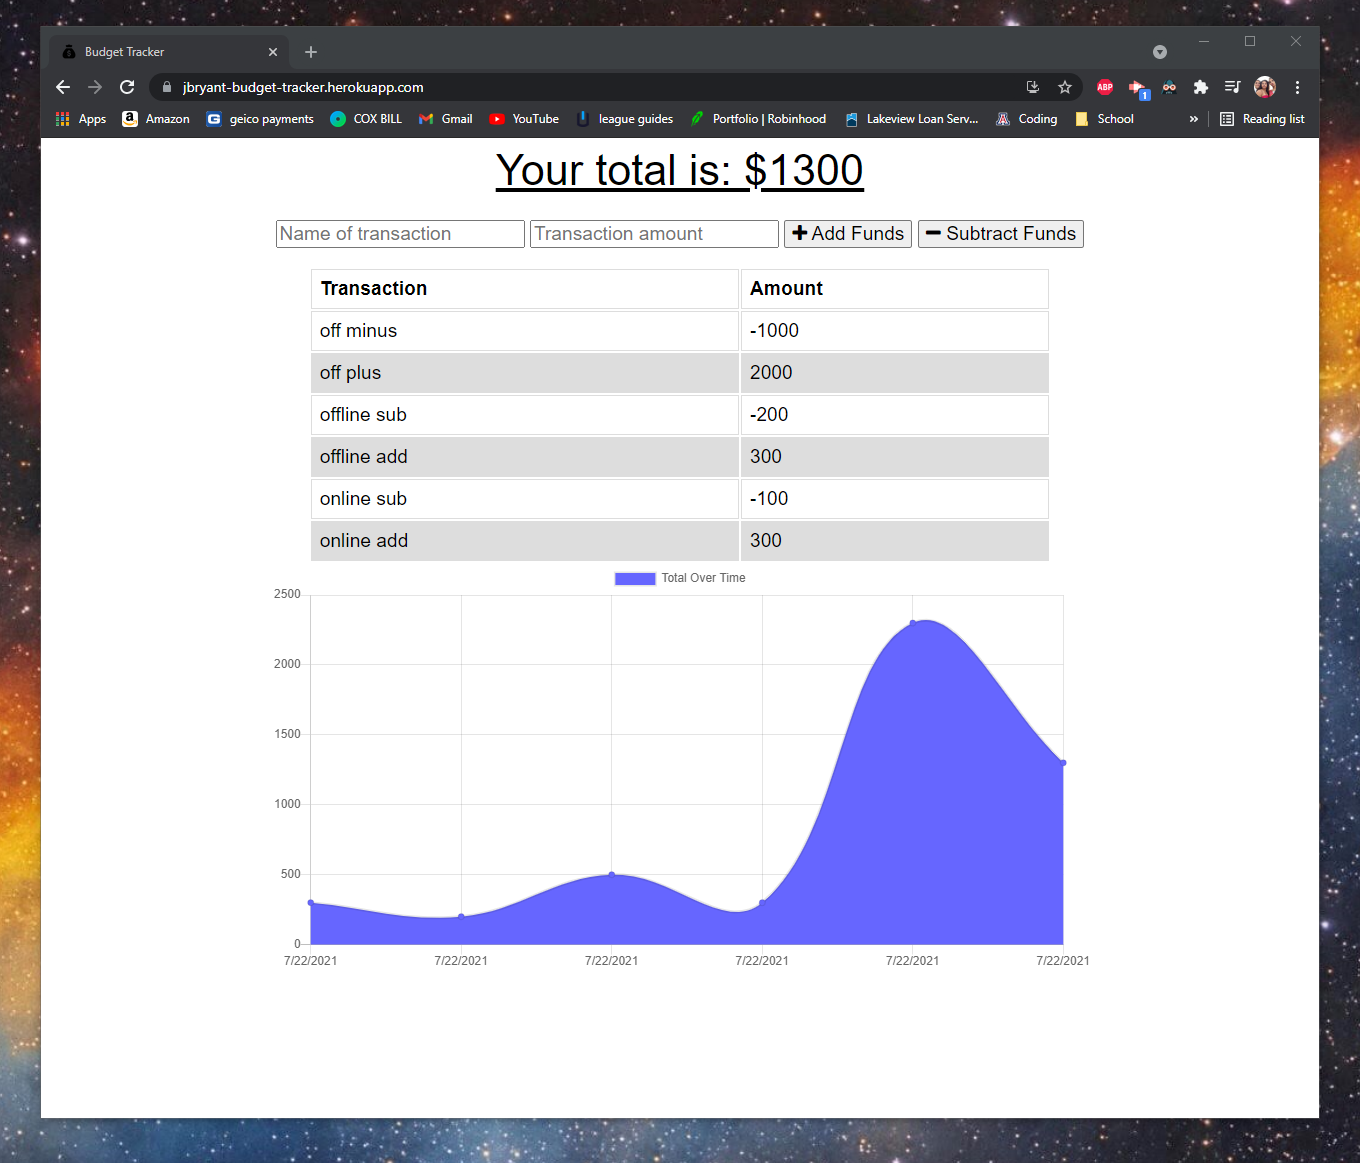 Budget Tracker
jbryant-budget-tracker.herokuapp.com
ABP
1
Apps Amazon geico payments COX BILL Gmail YouTube league guides Portfolio | Robinhood Lakeview Loan Serv... Coding School » Reading list
Your total is: $1300
Name of transaction Transaction amount Add Funds Subtract Funds
Transaction Amount
off minus -1000
off plus 2000
offline sub -200
offline add 300
online sub -100
online add 300
Total Over Time
2500
2000
1500
1000
500
0
7/22/2021 7/22/2021 7/22/2021 7/22/2021 7/22/2021 7/22/2021